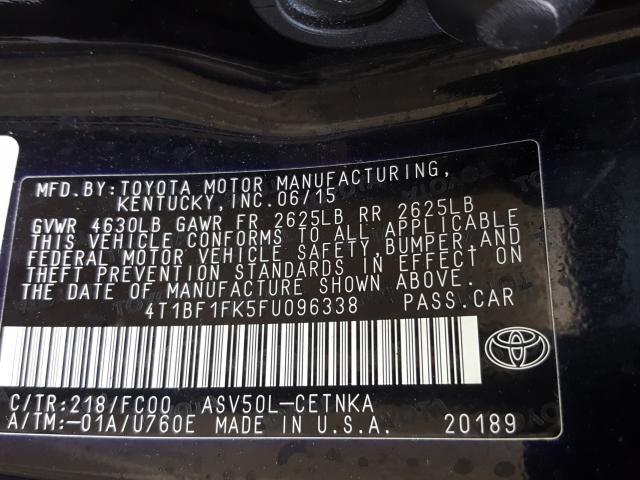 MFD.BY:TOYOTA MOTOR MANUFACTURING,
KENTUCKY,INC.06/15
GVWR 4630LB GAWR FR 2625LB RR 2625LB
THIS VEHICLE CONFORMS TO ALL APPLICABLE
FEDERAL MOTOR VEHICLE SAFETY,BUMPER,AND
THEFT PREVENTION STANDARDS IN EFFECT ON
THE DATE OF MANUFACTURE SHOWN ABOVE.
4T1BF1FK5FU096338 PASS.CAR
C/TR:218/FC00 ASV50L-CETNKA
A/TM:-01A/U760E MADE IN U.S.A. 20189